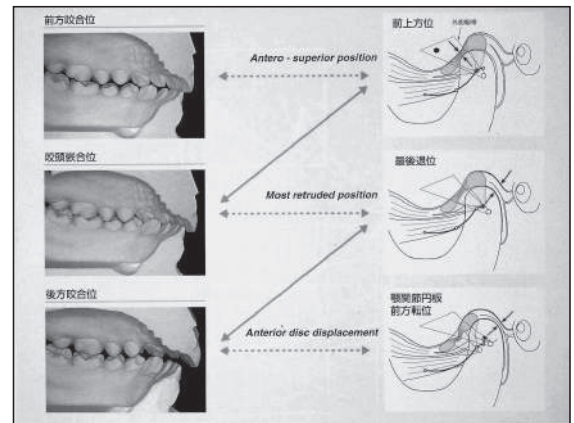 前方咬合位
Antero - superior position
前上方位
咬頭嵌合位
Most retruded position
最後退位
後方咬合位
Anterior disc displacement
顎関節円板
前方転位